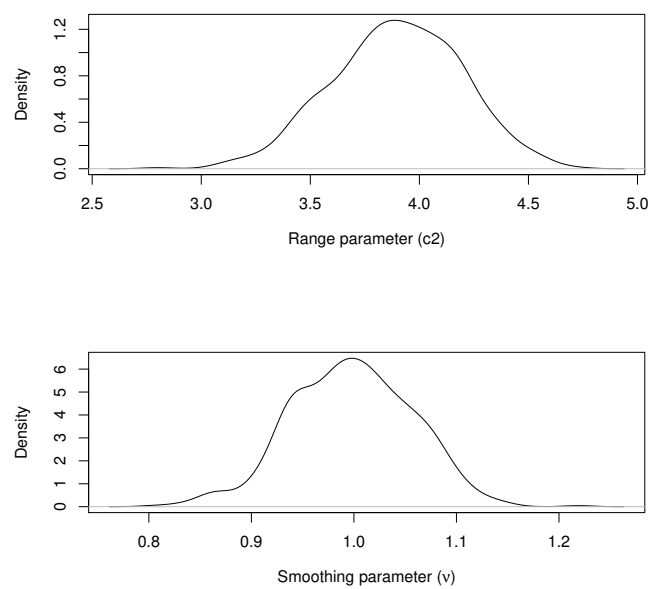 Density
1.2
0.8
0.4
0.0
2.5 3.0 3.5 4.0 4.5 5.0
Range parameter (c2)
Density
6
5
4
3
2
1
0
0.8 0.9 1.0 1.1 1.2
Smoothing parameter (ν)